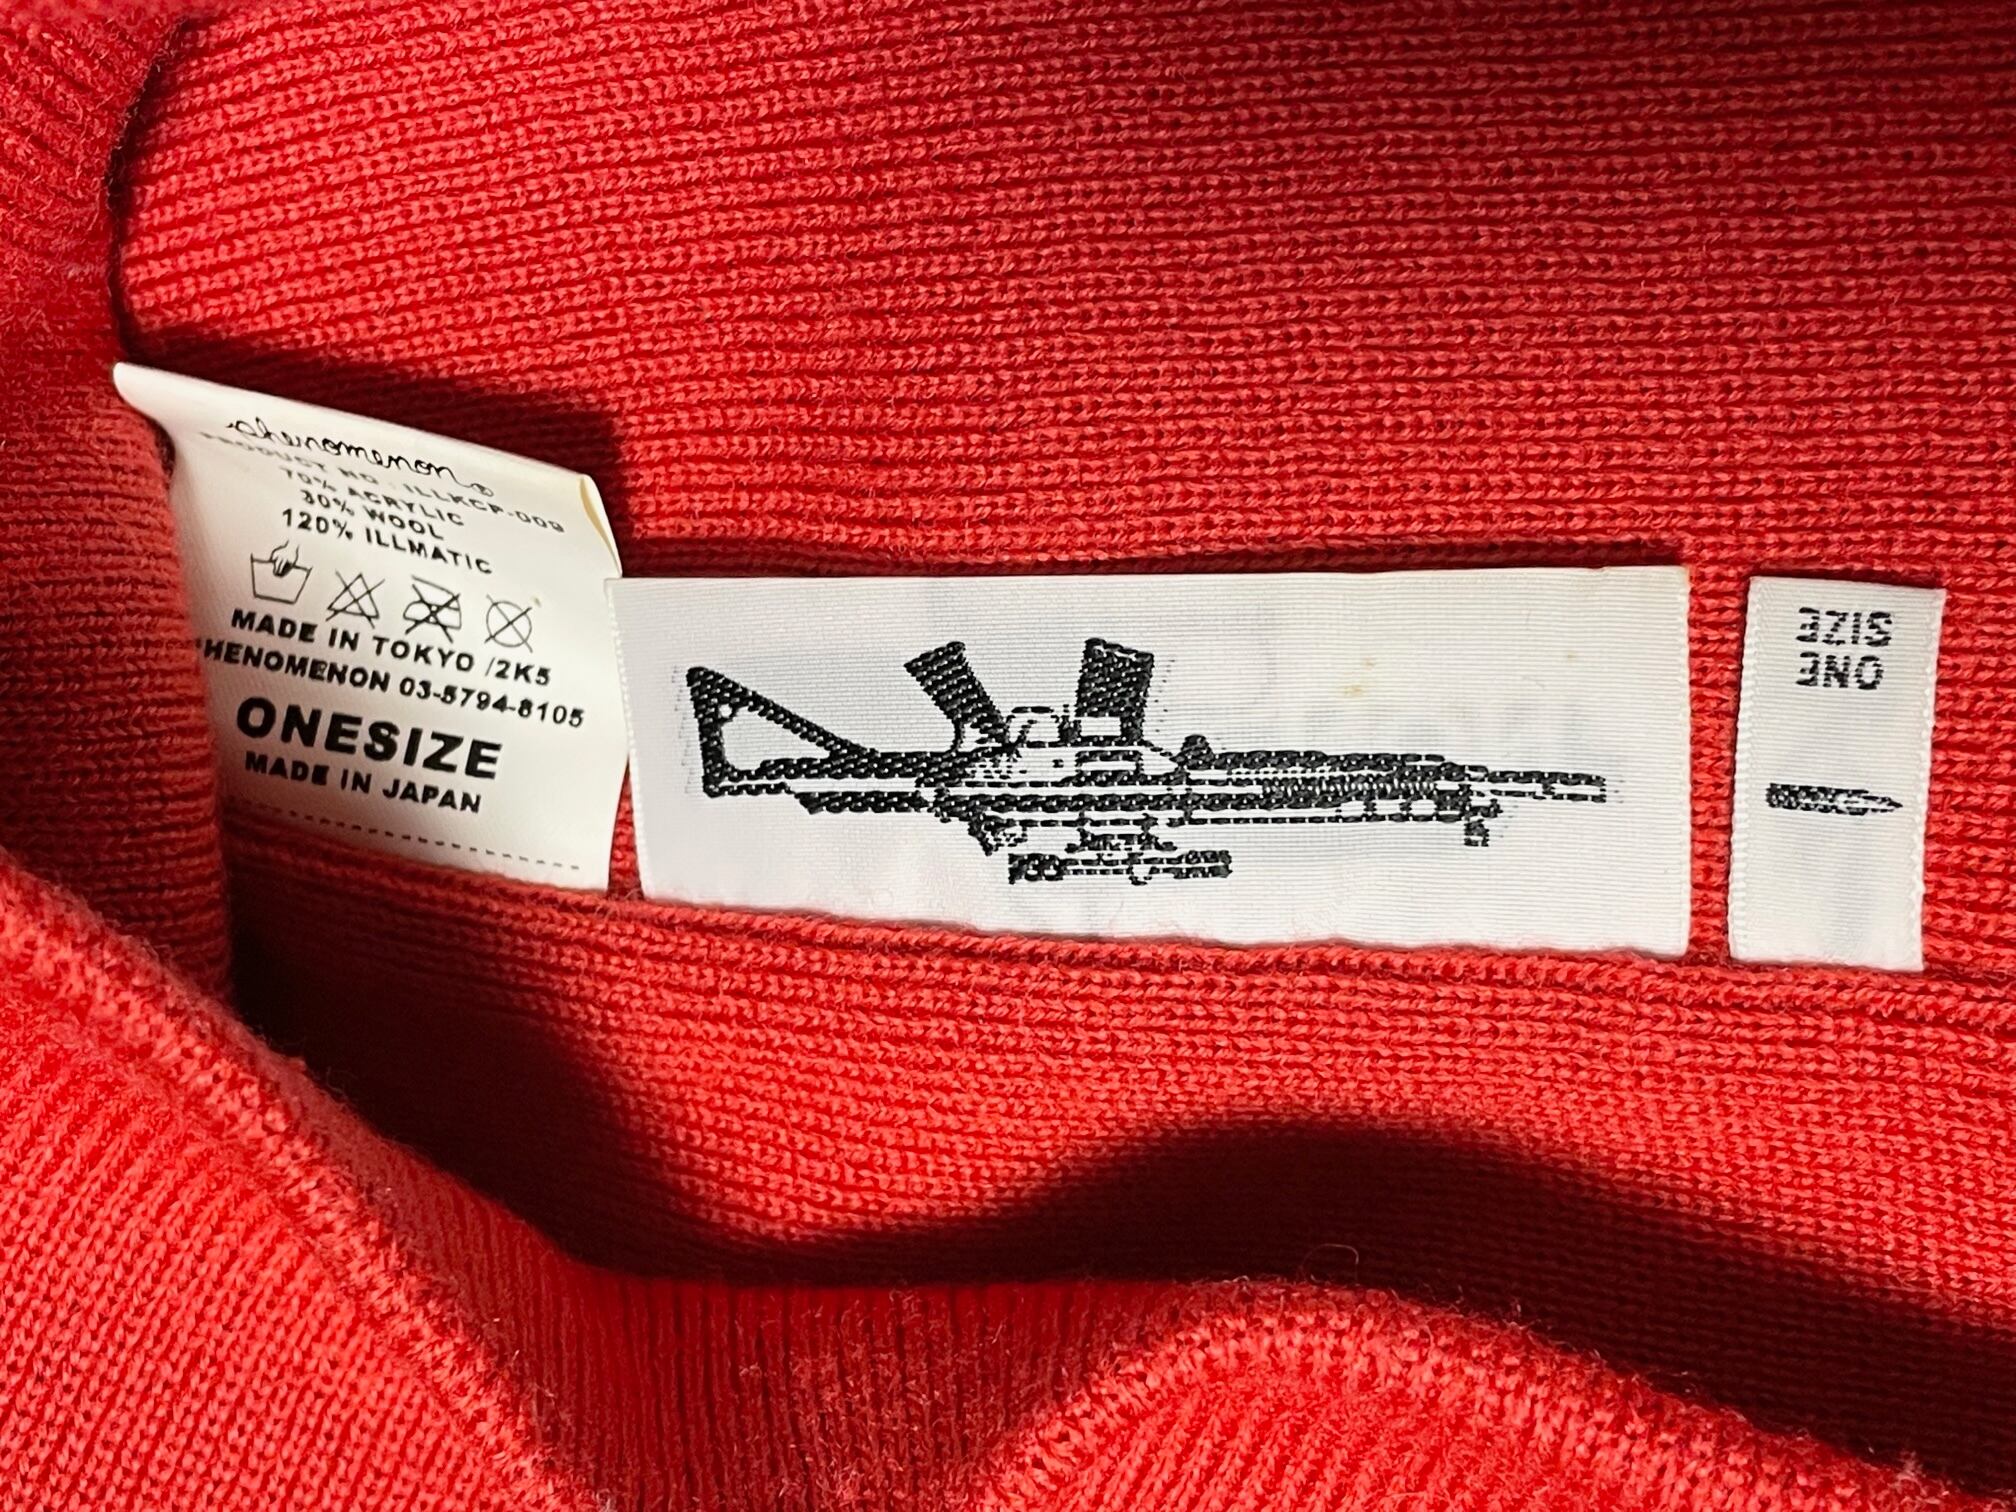 phenomenon®
PRODUCT NO : ILLKCP-009
70% ACRYLIC
30% WOOL
120% ILLMATIC
MADE IN TOKYO /2K5
PHENOMENON 03-5794-8105
ONESIZE
MADE IN JAPAN
ONE
SIZE